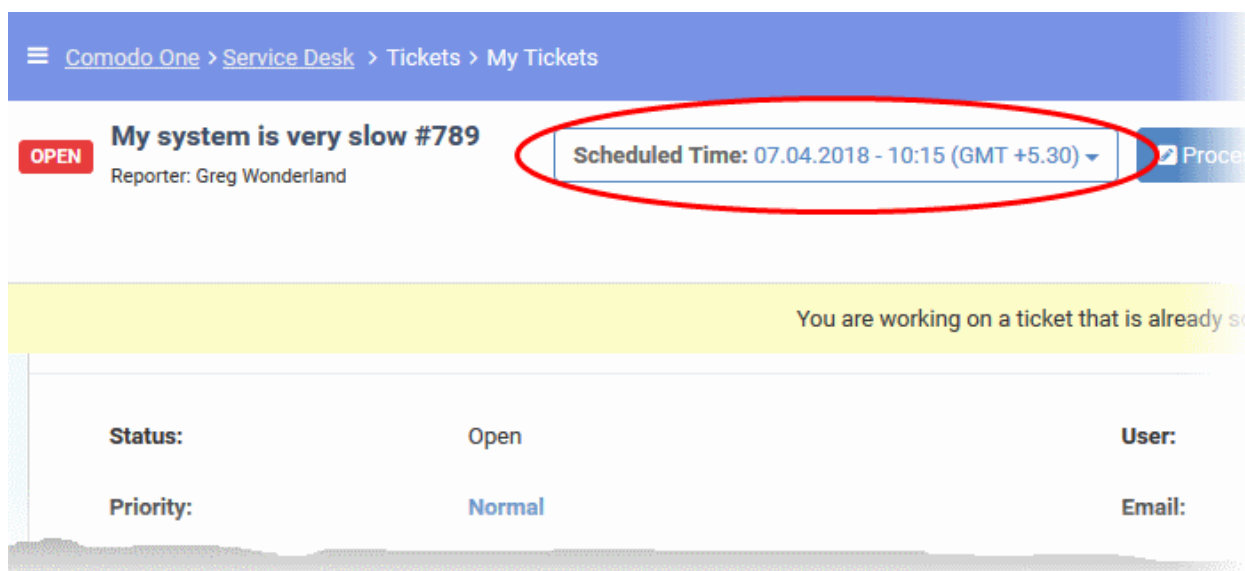 Comodo One > Service Desk > Tickets > My Tickets
OPEN
My system is very slow #789
Reporter: Greg Wonderland
Scheduled Time: 07.04.2018 - 10:15 (GMT +5.30)
You are working on a ticket that is already
Status: Open User:
Priority: Normal Email: